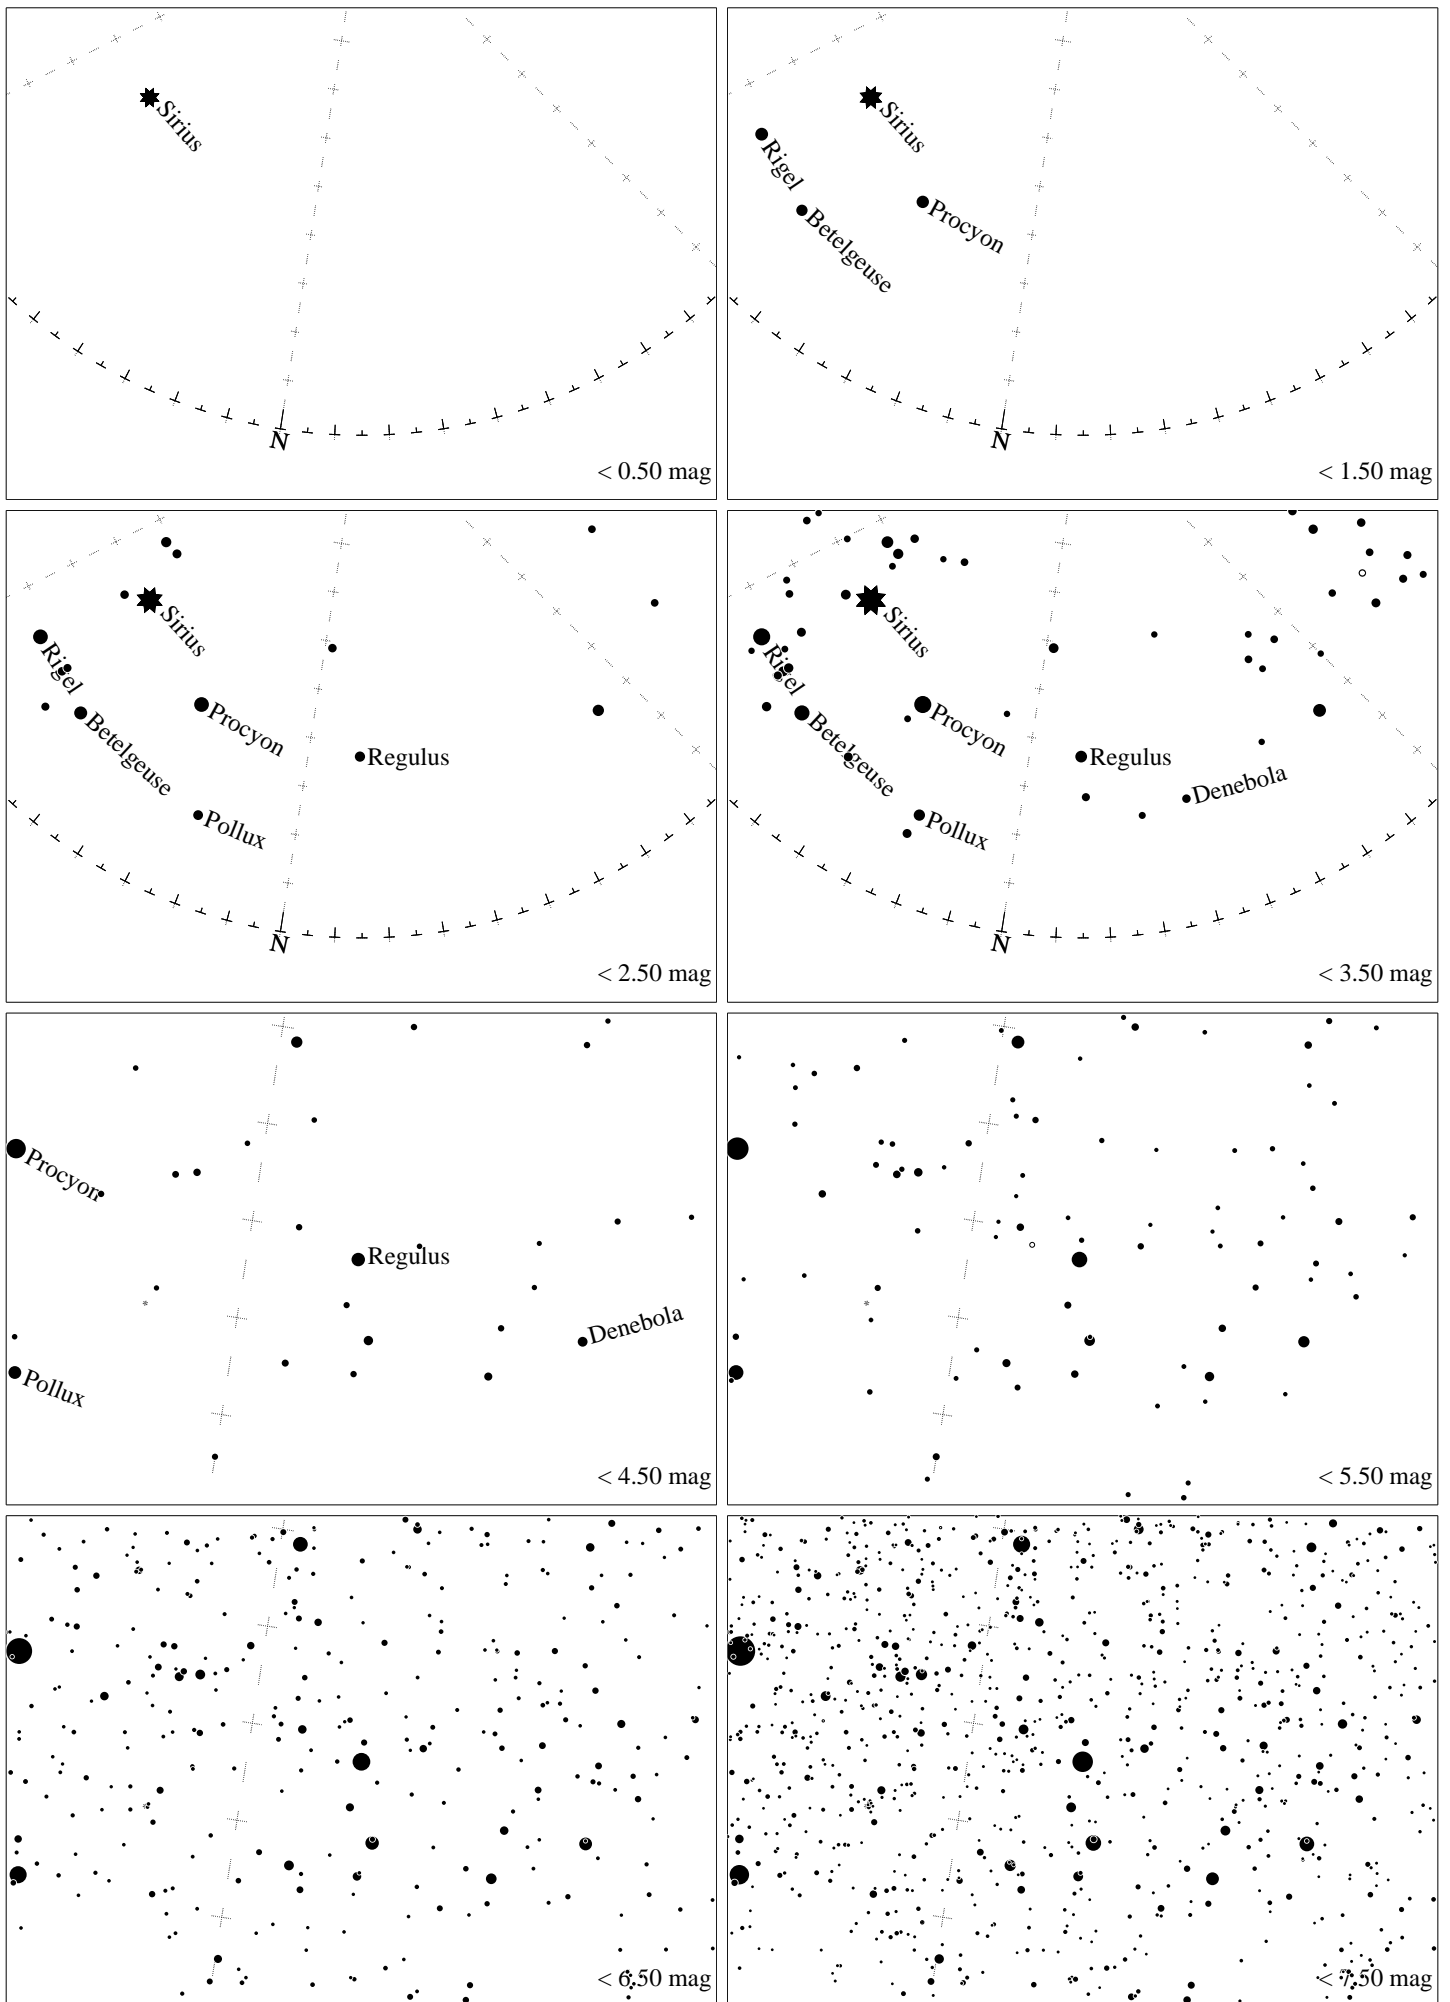 Sirius
N
< 0.50 mag
Sirius
Rigel
Procyon
Betelgeuse
N
< 1.50 mag
Sirius
Rigel
Procyon
Betelgeuse
Regulus
Pollux
N
< 2.50 mag
Sirius
Rigel
Procyon
Betelgeuse
Regulus
Denebola
Pollux
N
< 3.50 mag
Procyon
Regulus
Denebola
Pollux
< 4.50 mag
< 5.50 mag
< 6.50 mag
< 7.50 mag